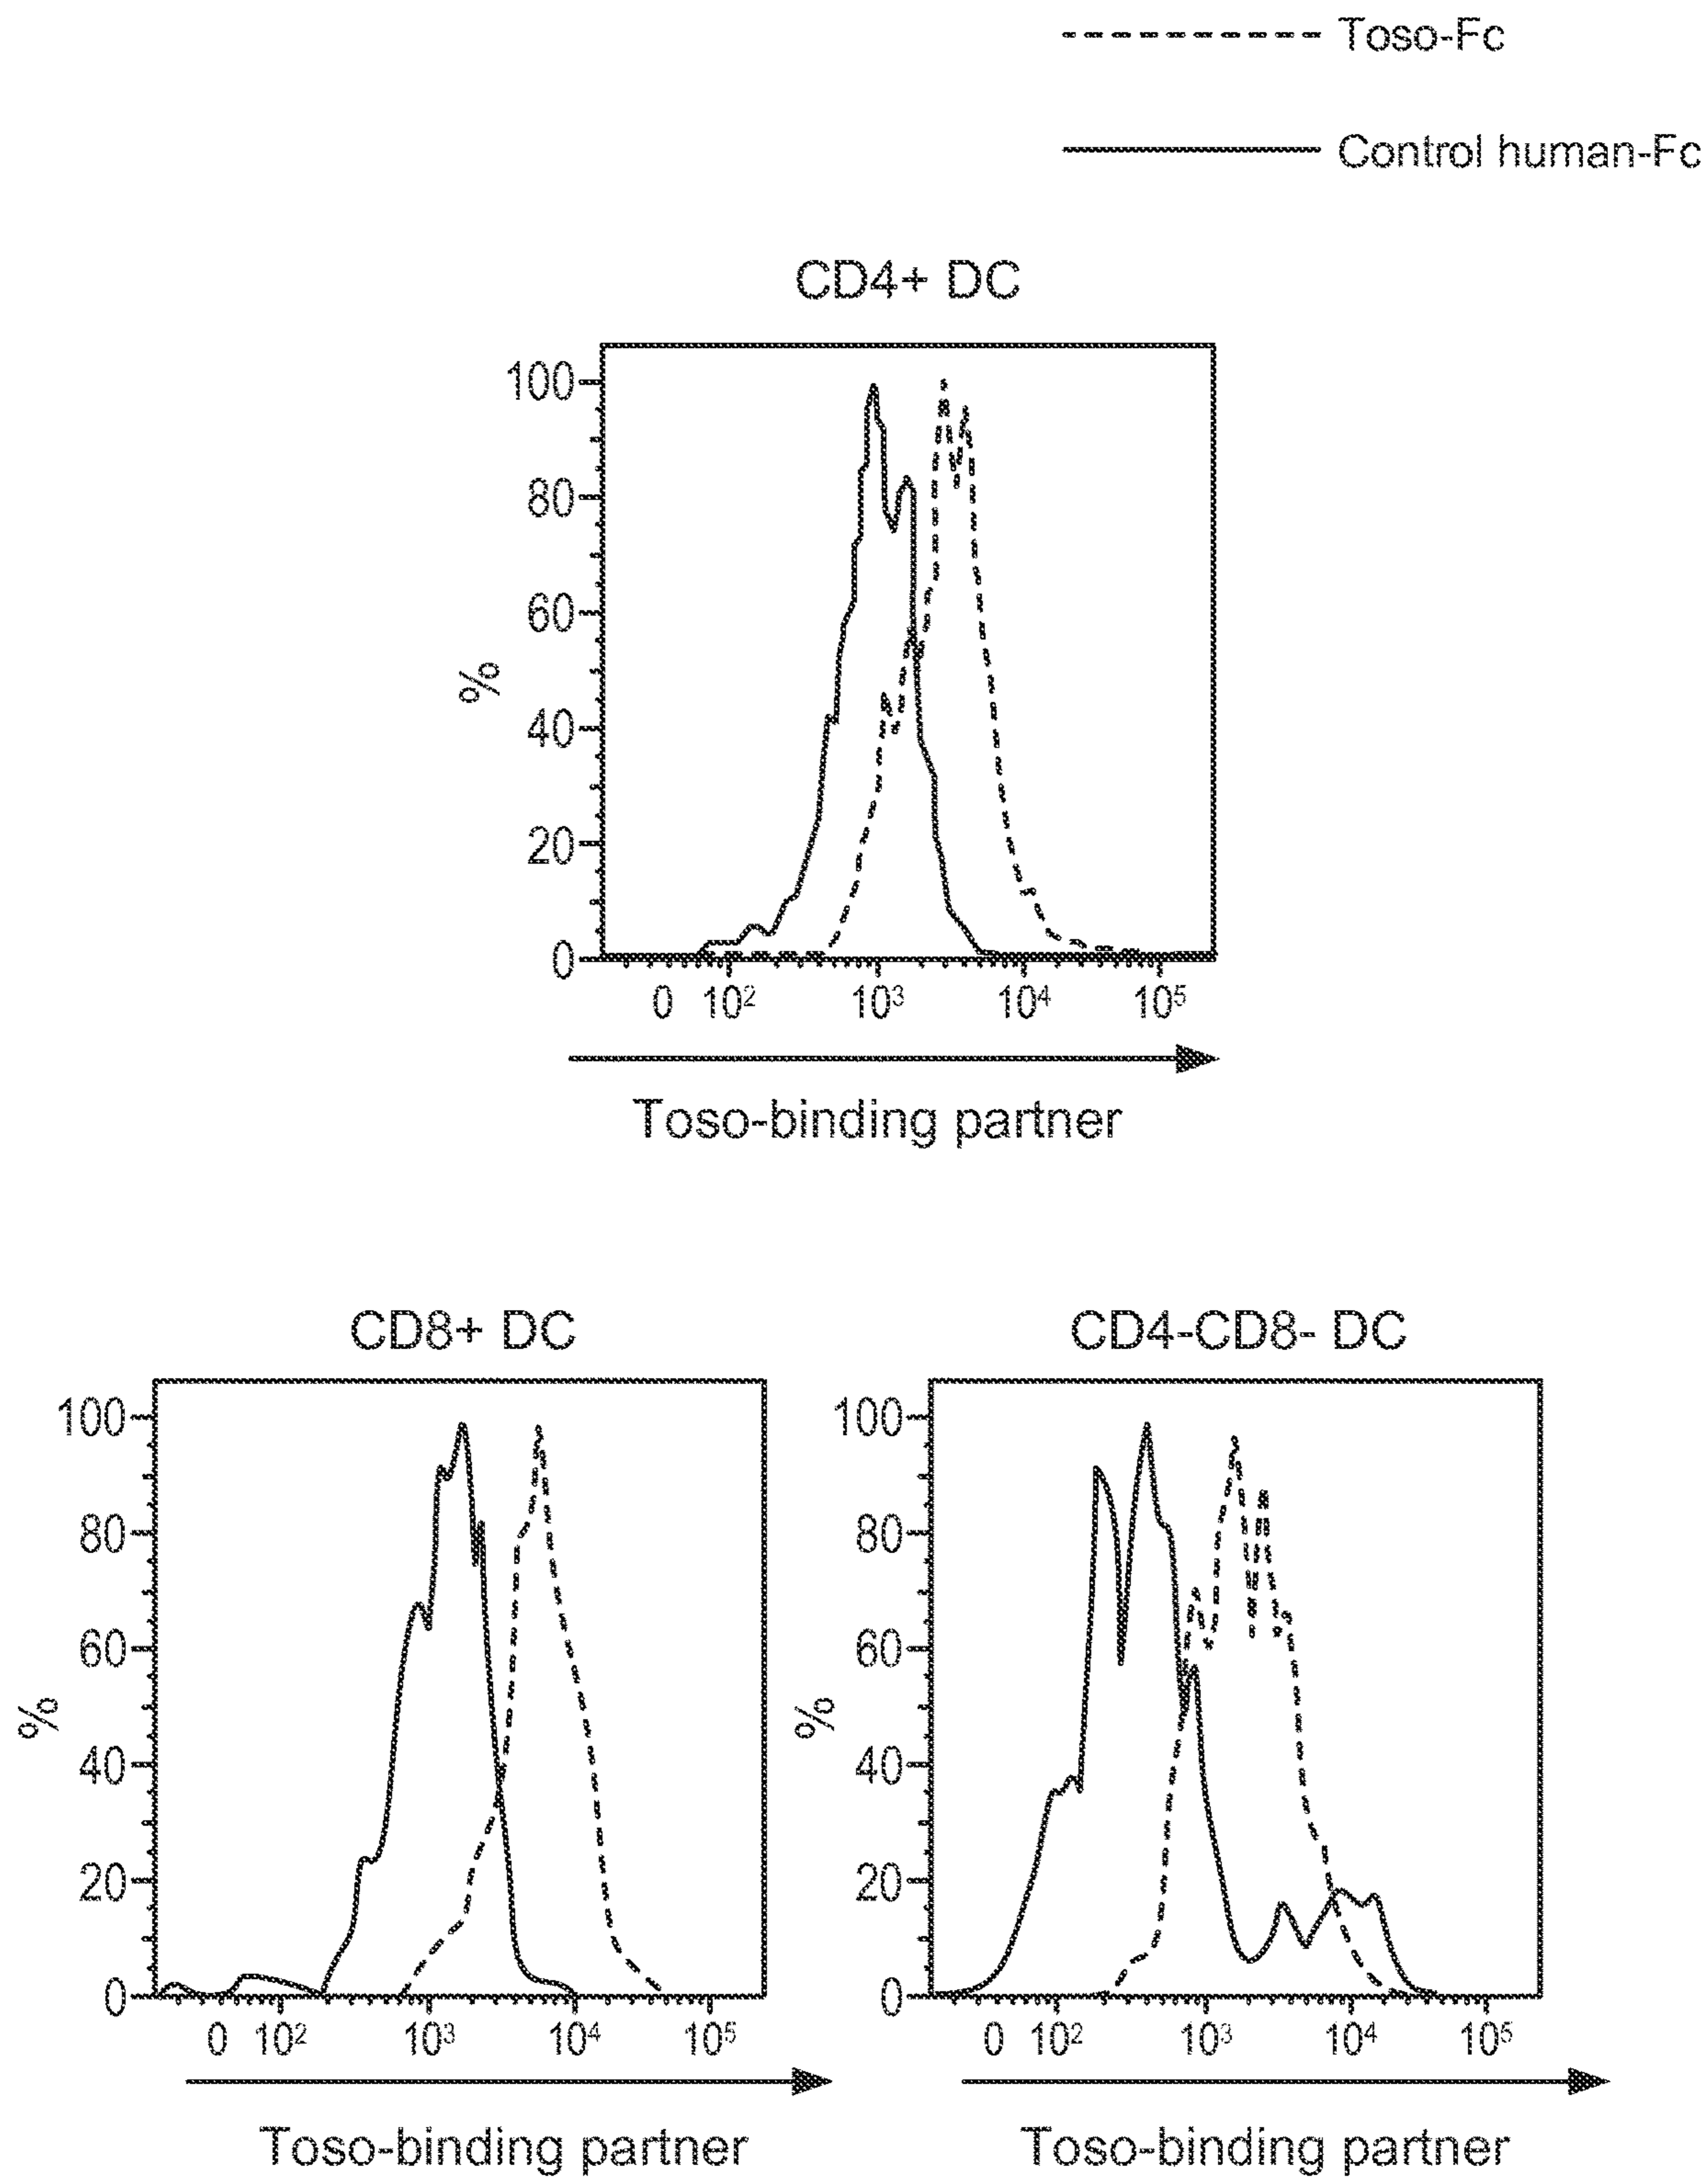 Toso-Fc
Control human-Fc
CD4+ DC
100
80
60
40
20
0
%
0 10² 10³ 10⁴ 10⁵
Toso-binding partner
CD8+ DC
100
80
60
40
20
0
%
0 10² 10³ 10⁴ 10⁵
Toso-binding partner
CD4-CD8- DC
100
80
60
40
20
0
%
0 10² 10³ 10⁴ 10⁵
Toso-binding partner